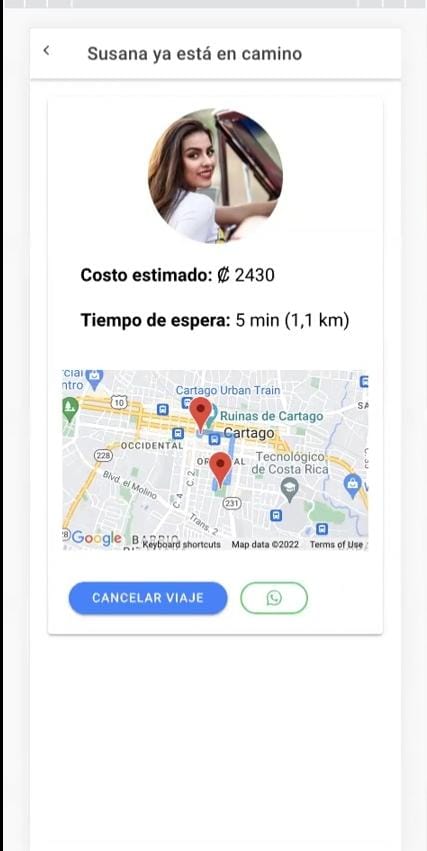 Susana ya está en camino
Costo estimado: ₡ 2430
Tiempo de espera: 5 min (1,1 km)
ntro
Cartago Urban Train
10
Ruinas de Cartago
SA
Cartago
OCCIDENTAL
228
OR AL
Tecnológico
de Costa Rica
Blvd. el Molino
C. 4
C. 2
231
Trans. 2
Google
Keyboard shortcuts Map data ©2022 Terms of Use
CANCELAR VIAJE